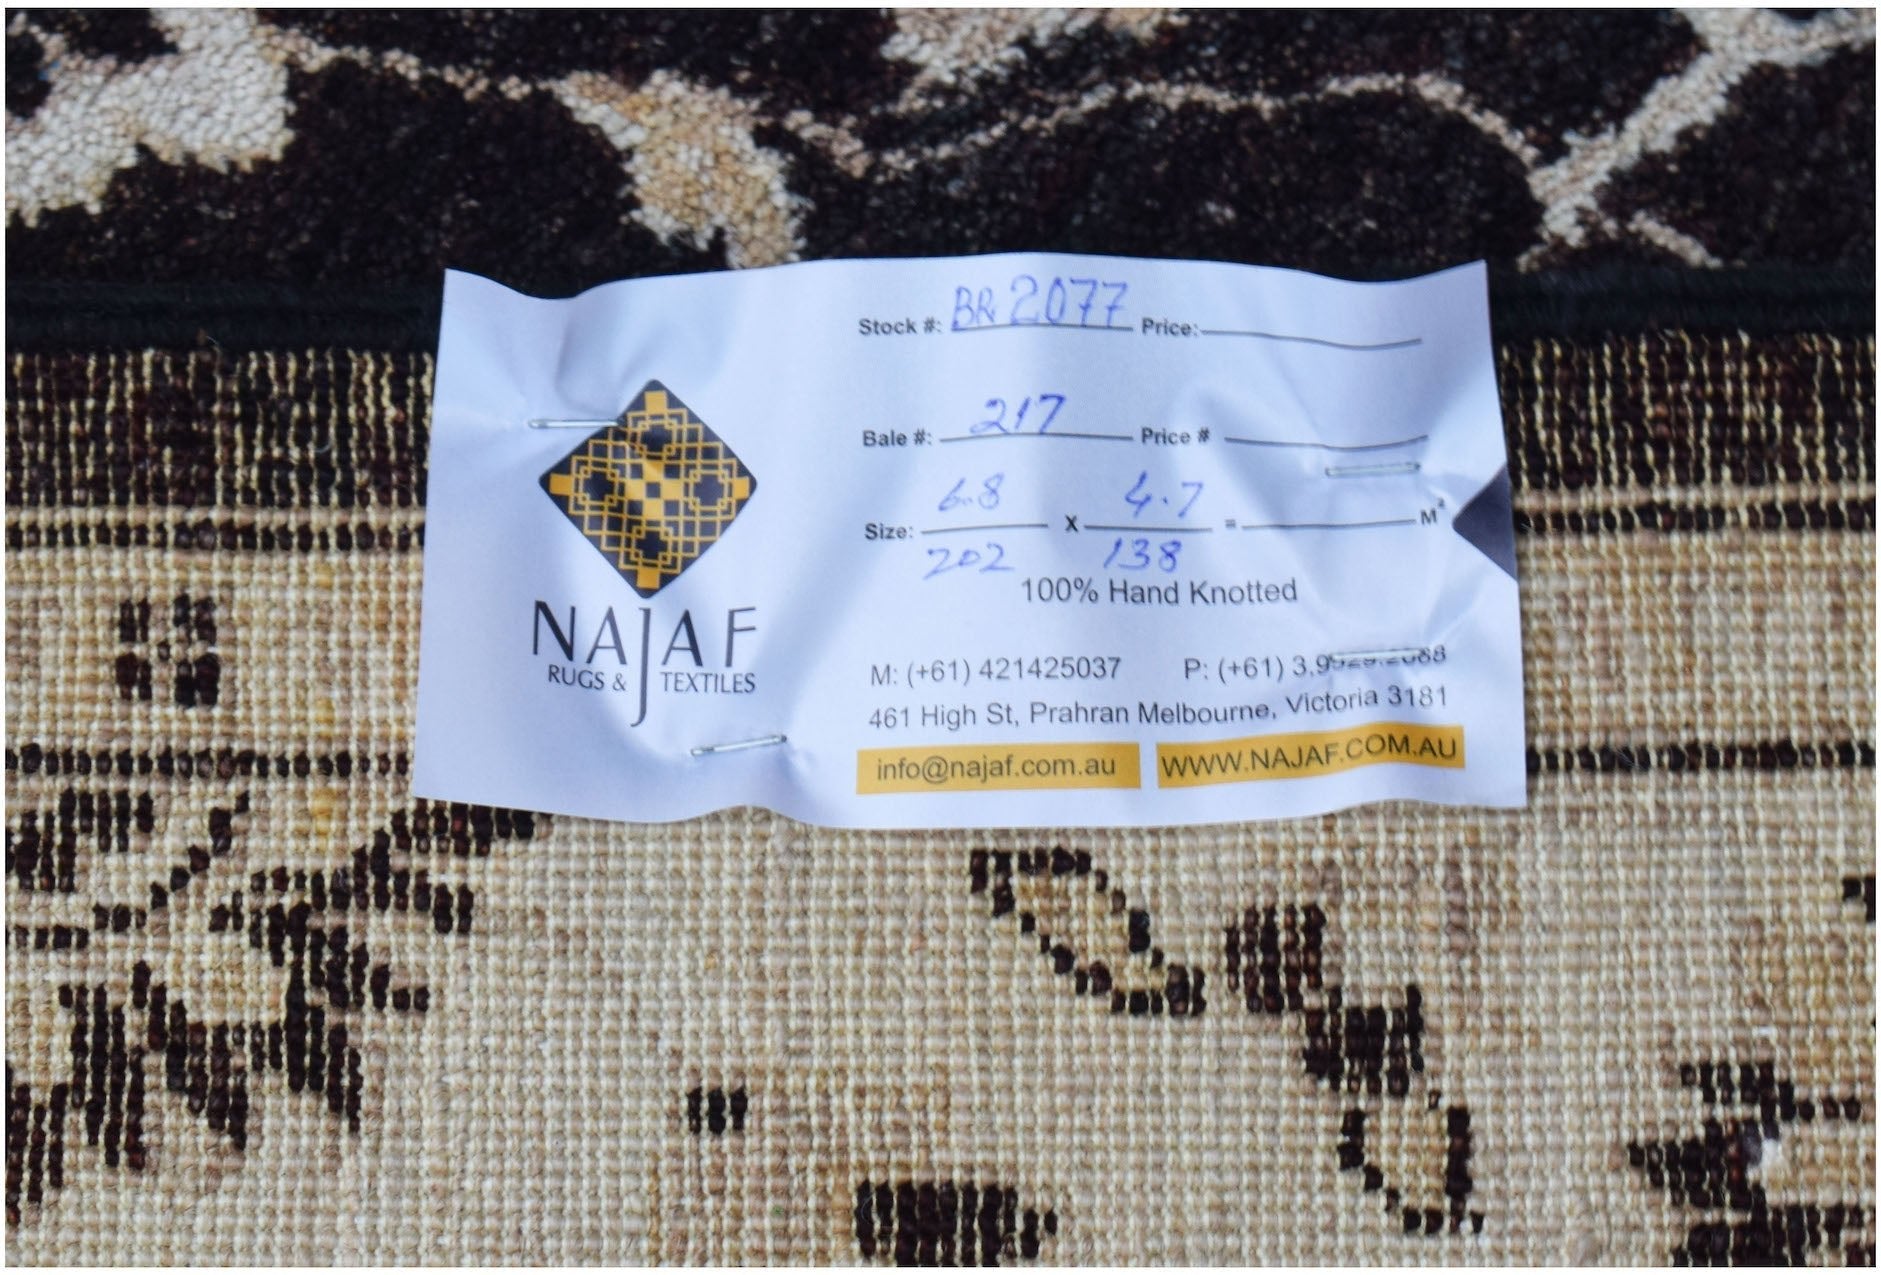 Stock #: BR 2077 Price:
Bale #: 217 Price #
6.8 4.7
Size: X = M²
202 138
100% Hand Knotted
NAJAF
RUGS & TEXTILES
M: (+61) 421425037 P: (+61)
461 High St, Prahran Melbourne, Victoria 3181
info@najaf.com.au WWW.NAJAF.COM.AU